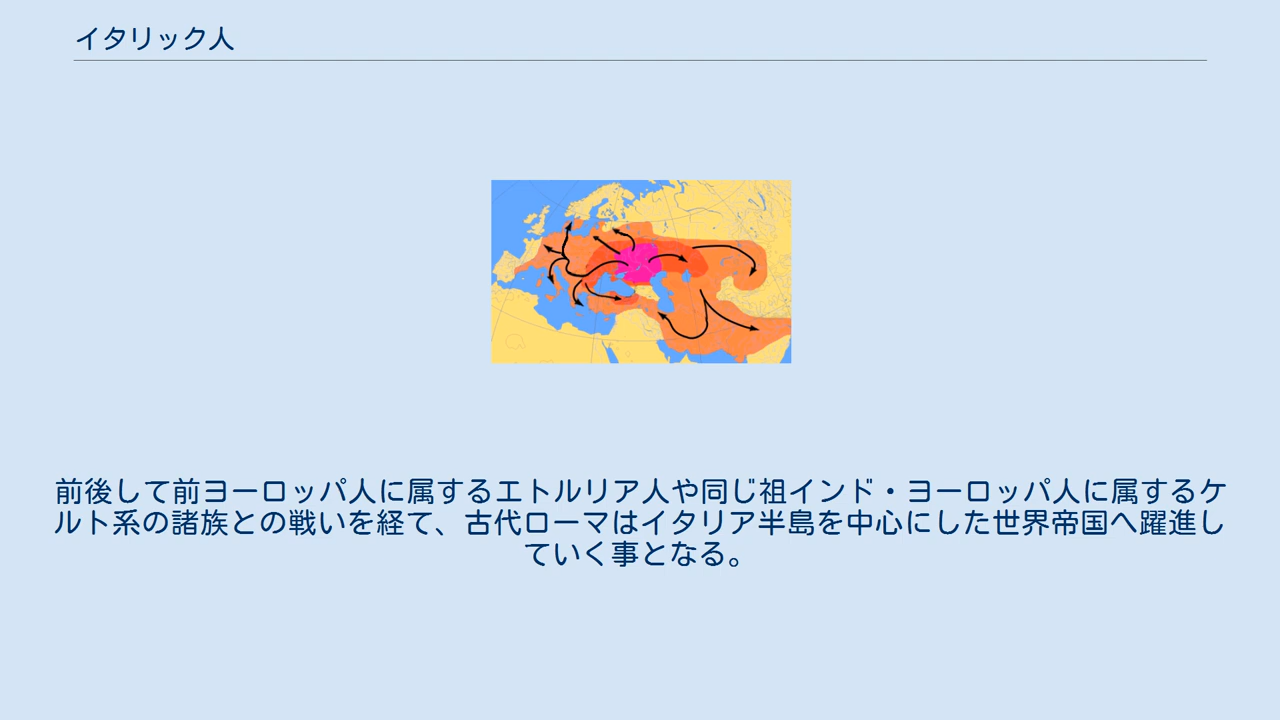 イタリック人
前後して前ヨーロッパ人に属するエトルリア人や同じ祖インド・ヨーロッパ人に属するケ
ルト系の諸族との戦いを経て、古代ローマはイタリア半島を中心にした世界帝国へ躍進し
ていく事となる。